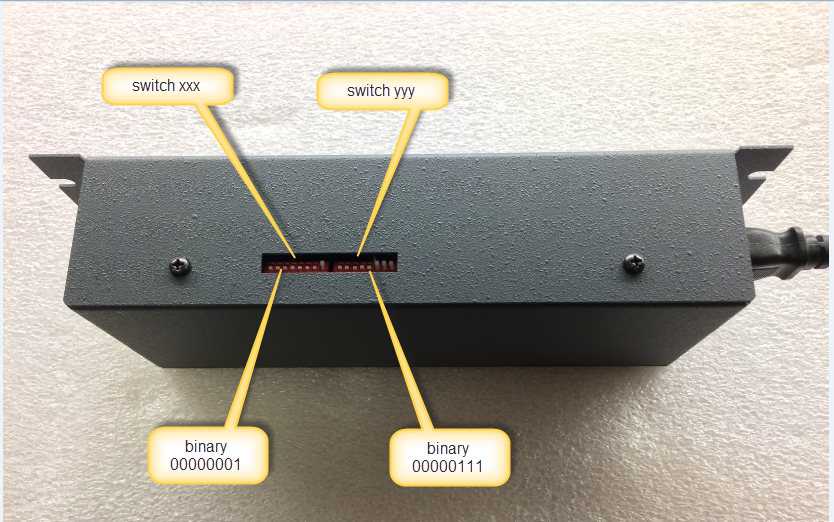 switch xxx
switch yyy
binary
00000001
binary
00000111